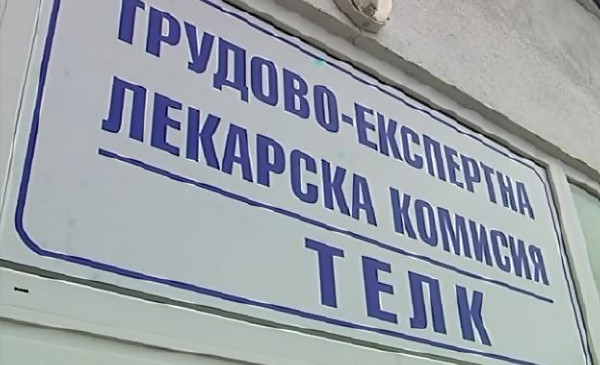 ТРУДОВО-ЕКСПЕРТНА
ЛЕКАРСКА КОМИСИЯ
ТЕЛК